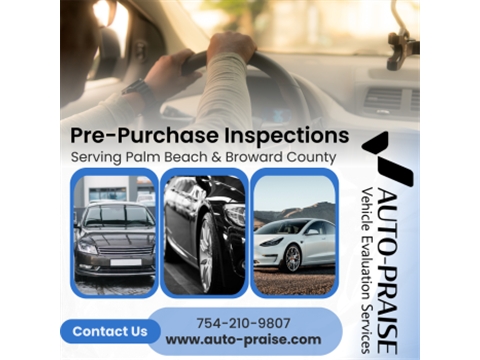 Pre-Purchase Inspections
Serving Palm Beach & Broward County
AUTO-PRAISE
Vehicle Evaluation Services
Contact Us
754-210-9807
www.auto-praise.com